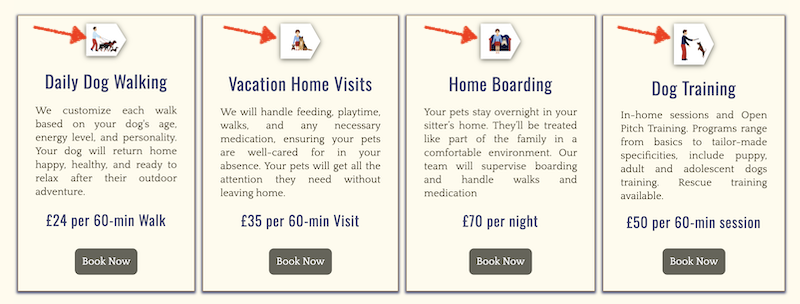 Daily Dog Walking
We customize each walk
based on your dog's age,
energy level, and personality.
Your dog will return home
happy, healthy, and ready to
relax after their outdoor
adventure.
£24 per 60-min Walk
Book Now
Vacation Home Visits
We will handle feeding, playtime,
walks, and any necessary
medication, ensuring your pets
are well-cared for in your
absence. Your pets will get all the
attention they need without
leaving home.
£35 per 60-min Visit
Book Now
Home Boarding
Your pets stay overnight in your
sitter's home. They'll be treated
like part of the family in a
comfortable environment. Our
team will supervise boarding
and handle walks and
medication
£70 per night
Book Now
Dog Training
In-home sessions and Open
Pitch Training. Programs range
from basics to tailor-made
specificities, include puppy,
adult and adolescent dogs
training. Rescue training
available.
£50 per 60-min session
Book Now